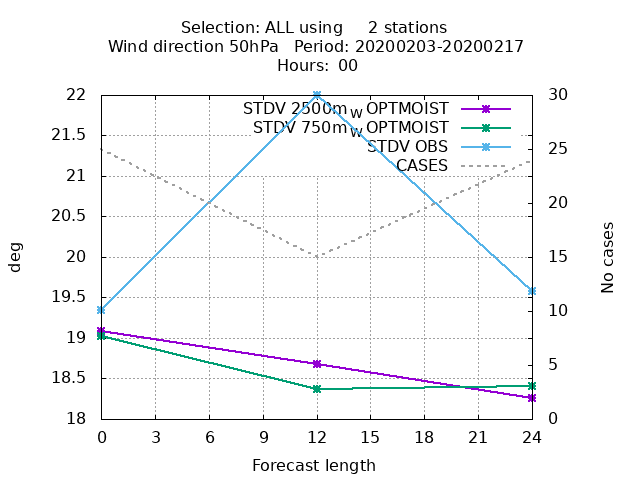 Selection: ALL using 2 stations
Wind direction 50hPa Period: 20200203-20200217
Hours: 00
STDV 2500m_W OPTMOIST
STDV 750m_W OPTMOIST
STDV OBS
CASES
22
21.5
21
20.5
20
19.5
19
18.5
18
deg
30
25
20
15
10
5
0
No cases
0 3 6 9 12 15 18 21 24
Forecast length